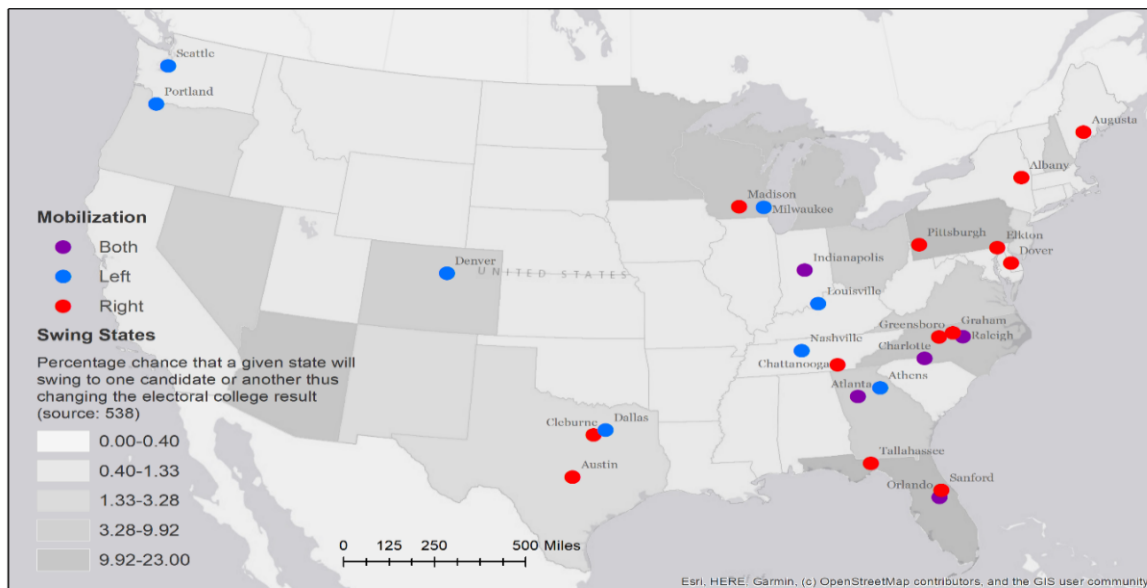 Seattle
Portland
Augusta
Albany
Madison
Milwaukee
Pittsburgh
Elkton
Dover
Mobilization
Both
Left
Right
Indianapolis
Denver
UNITED STATES
Louisville
Graham
Greensboro
Raleigh
Charlotte
Nashville
Chattanooga
Athens
Atlanta
Swing States
Percentage chance that a given state will
swing to one candidate or another thus
changing the electoral college result
(source: 538)
0.00-0.40
0.40-1.33
1.33-3.28
3.28-9.92
9.92-23.00
Cleburne
Dallas
Austin
Tallahassee
Sanford
Orlando
0 125 250 500 Miles
Esri, HERE, Garmin, (c) OpenStreetMap contributors, and the GIS user community